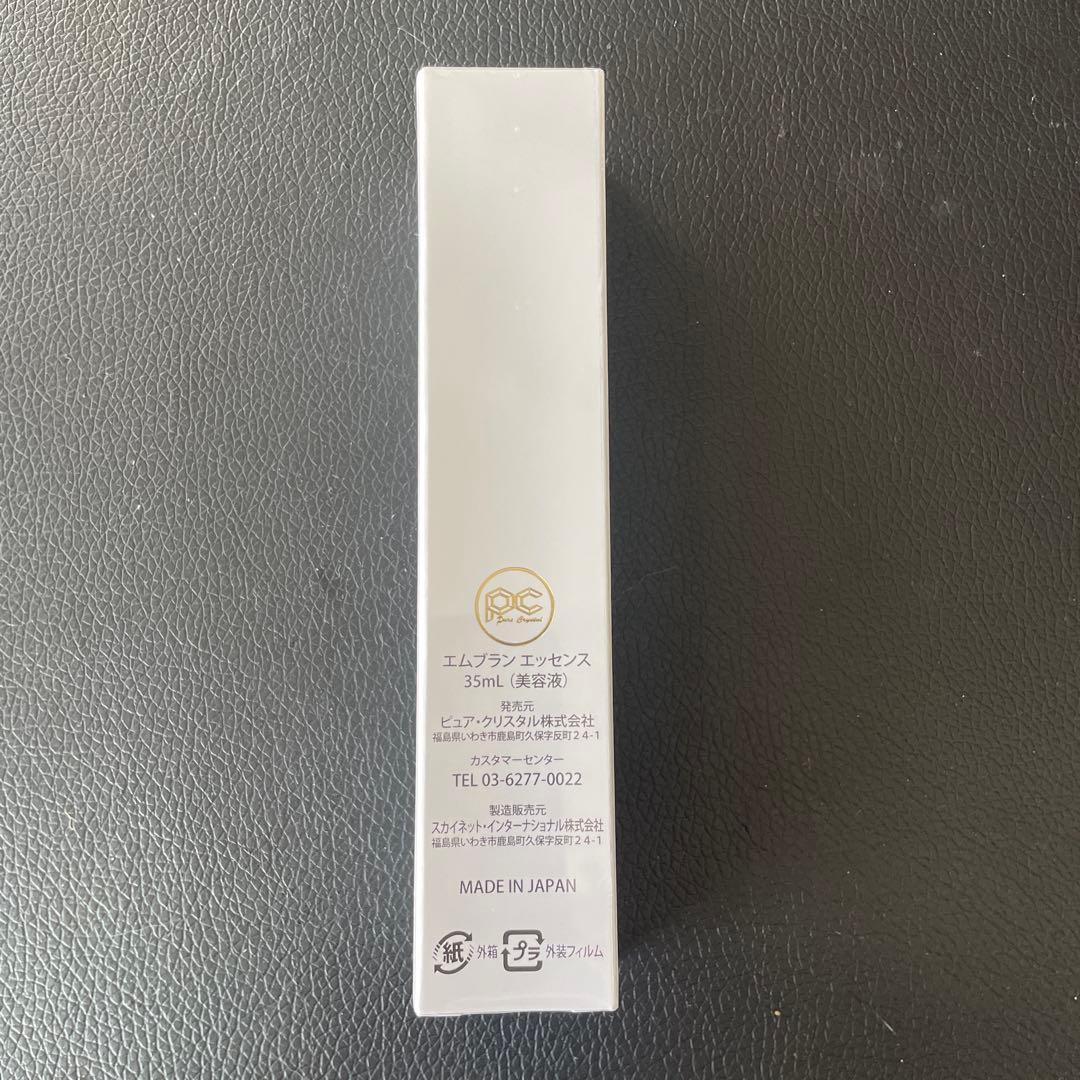 PC
Pure Crystal
エムブラン エッセンス
35mL（美容液）
発売元
ピュア・クリスタル株式会社
福島県いわき市鹿島町久保字反町２４-１
カスタマーセンター
TEL 03-6277-0022
製造販売元
スカイネット・インターナショナル株式会社
福島県いわき市鹿島町久保字反町２４-１
MADE IN JAPAN
紙 外箱 プラ 外装フィルム